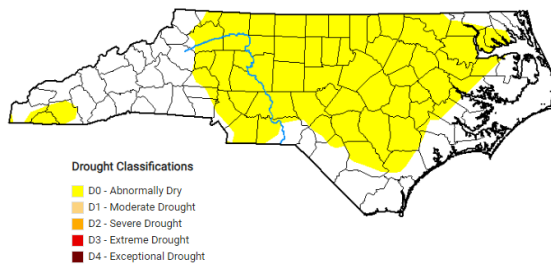 Drought Classifications
D0 - Abnormally Dry
D1 - Moderate Drought
D2 - Severe Drought
D3 - Extreme Drought
D4 - Exceptional Drought